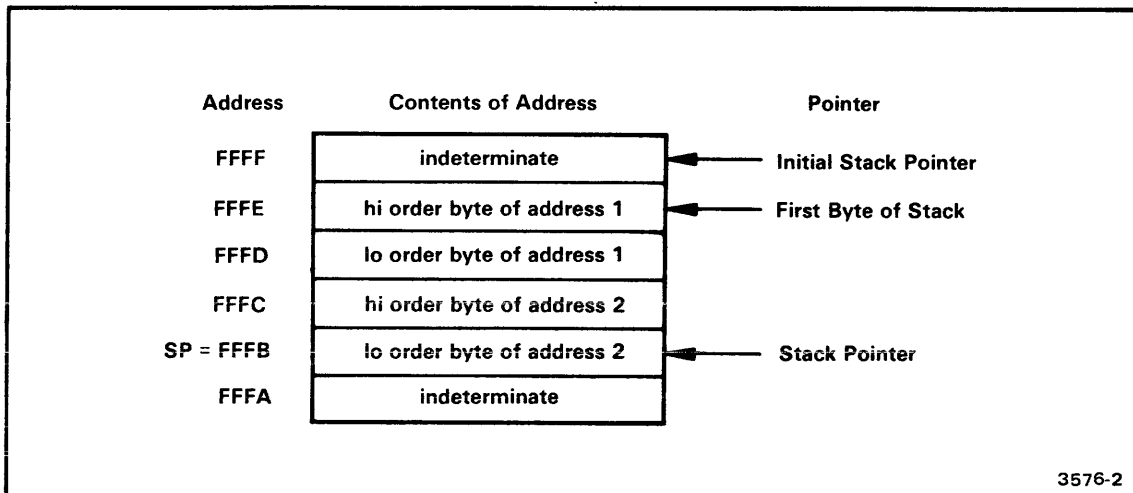 Address Contents of Address Pointer
FFFF indeterminate Initial Stack Pointer
FFFE hi order byte of address 1 First Byte of Stack
FFFD lo order byte of address 1
FFFC hi order byte of address 2
SP = FFFB lo order byte of address 2 Stack Pointer
FFFA indeterminate
3576-2